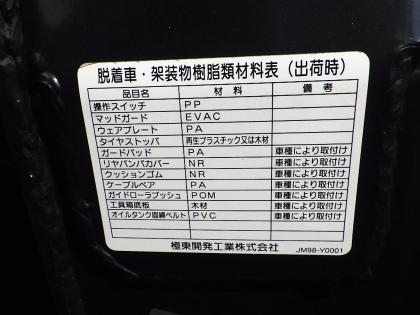 脱着車・架装物樹脂類材料表（出荷時）
品目名 材料 備考
操作スイッチ PP
マッドガード EVAC
ウェアプレート PA
タイヤストッパ 再生プラスチック又は木材
ガードパッド PA 車種により取付け
リヤバンパカバー NR 車種により取付け
クッションゴム NR 車種により取付け
ケーブルベア PA 車種により取付け
ガイドローラブッシュ POM 車種により取付け
工具箱底板 木材 車種により取付け
オイルタンク固縛ベルト PVC 車種により取付け
極東開発工業株式会社
JM98-Y0001